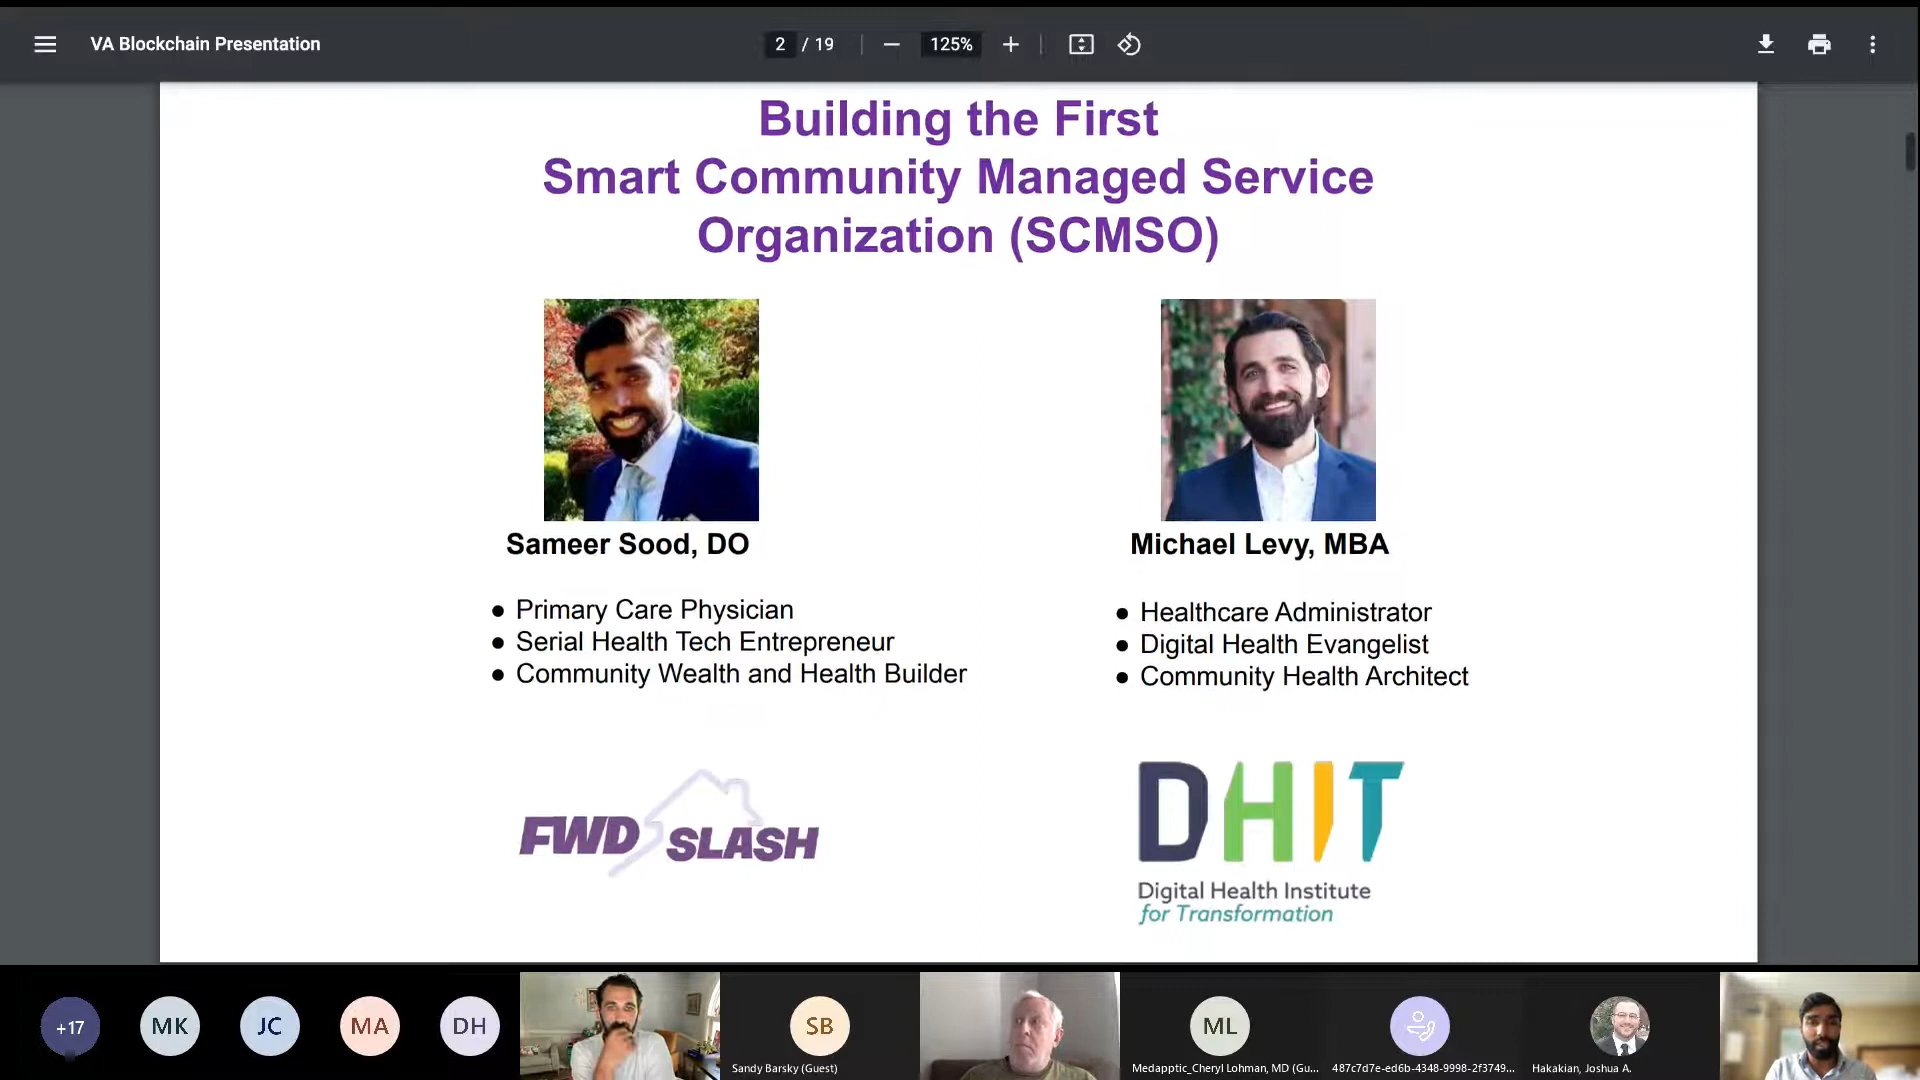 VA Blockchain Presentation
2 / 19
125%
Building the First
Smart Community Managed Service
Organization (SCMSO)
Sameer Sood, DO
● Primary Care Physician
● Serial Health Tech Entrepreneur
● Community Wealth and Health Builder
Michael Levy, MBA
● Healthcare Administrator
● Digital Health Evangelist
● Community Health Architect
FWD SLASH
DHIT
Digital Health Institute
for Transformation
+17
MK
JC
MA
DH
SB
Sandy Barsky (Guest)
ML
Medapptic_Cheryl Lohman, MD (Gu...
487c7d7e-ed6b-4348-9998-2f3749...
Hakakian, Joshua A.